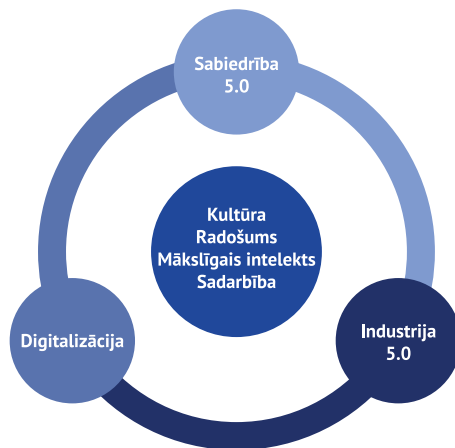 Sabiedrība
5.0
Kultūra
Radošums
Mākslīgais intelekts
Sadarbība
Digitalizācija
Industrija
5.0